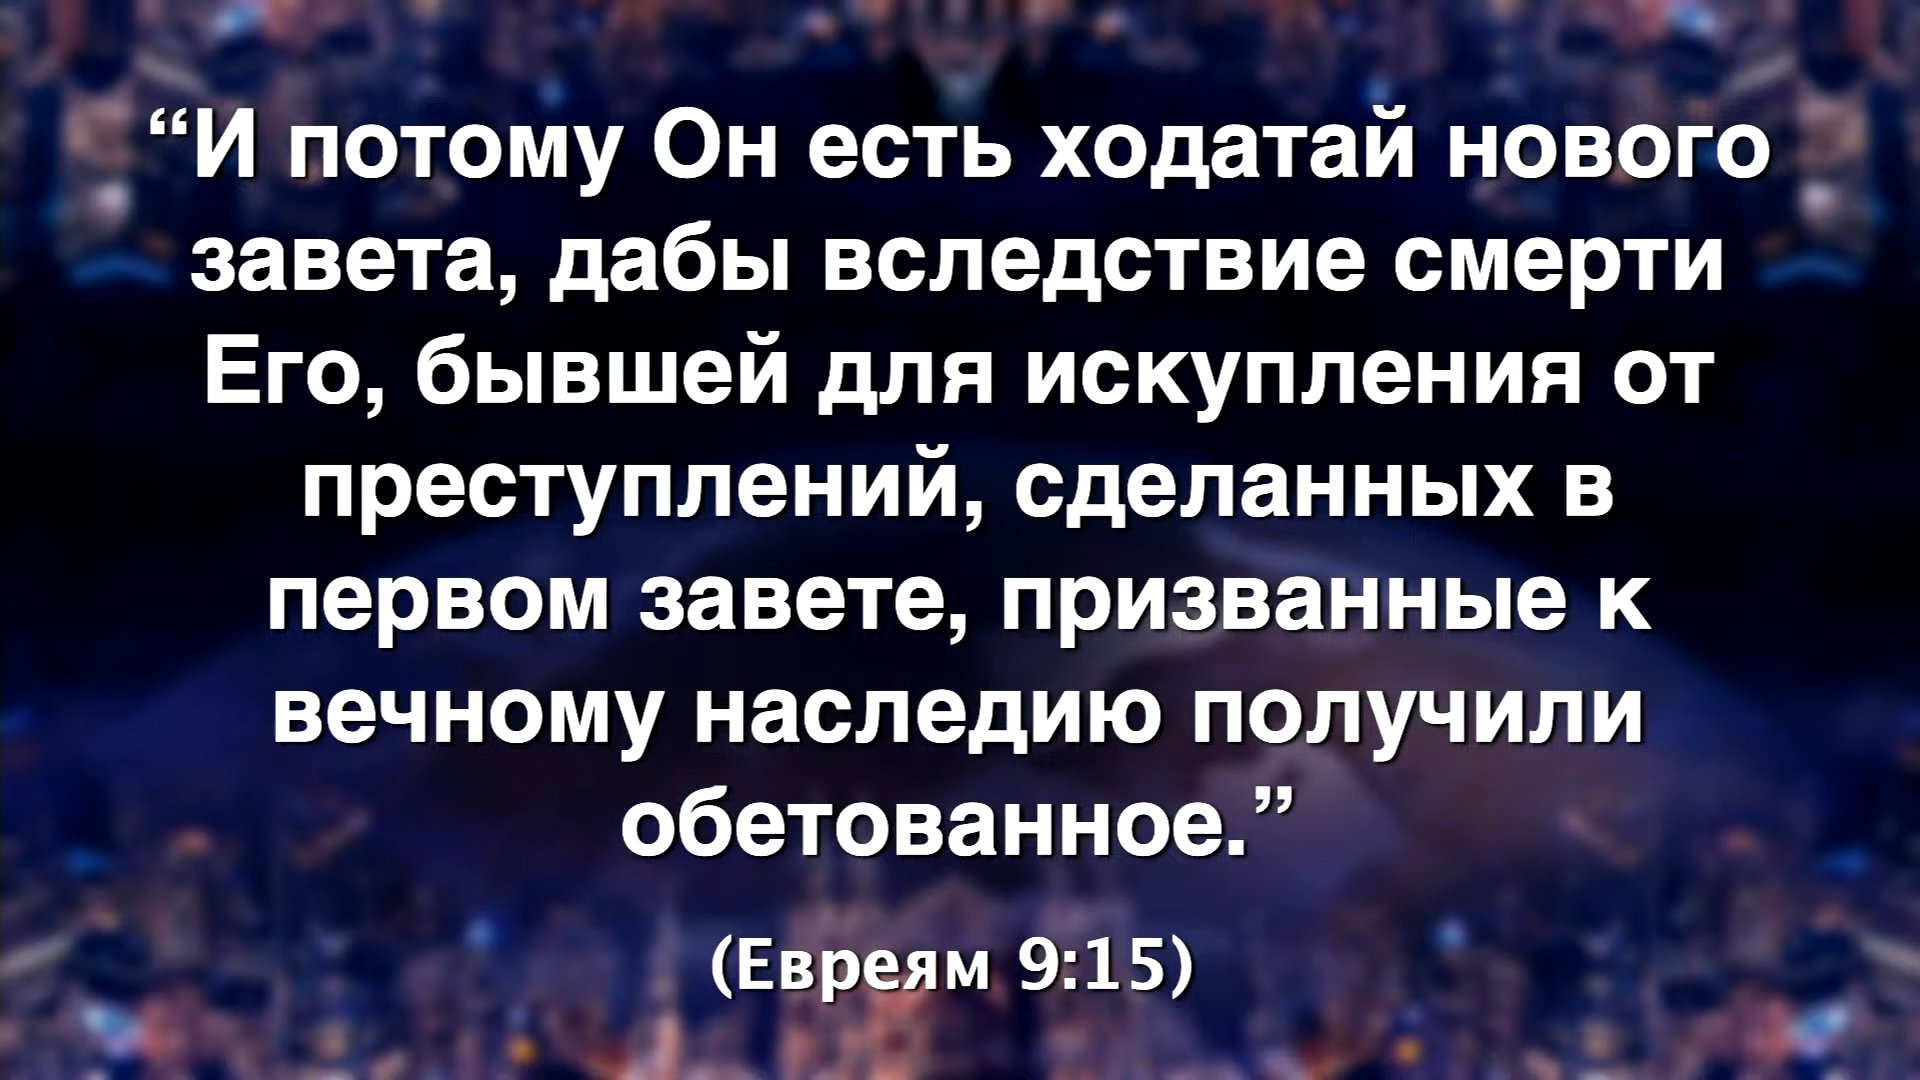 “И потому Он есть ходатай нового
завета, дабы вследствие смерти
Его, бывшей для искупления от
преступлений, сделанных в
первом завете, призванные к
вечному наследию получили
обетованное.”
(Евреям 9:15)